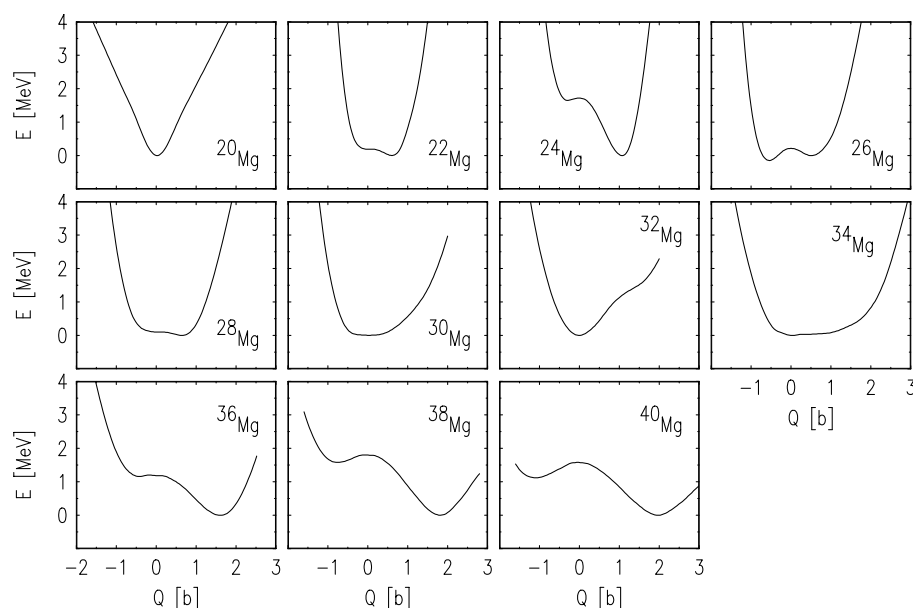 4
3
2
1
0
E [MeV]
20Mg
22Mg
24Mg
26Mg
4
3
2
1
0
E [MeV]
28Mg
30Mg
32Mg
34Mg
−1 0 1 2 3
Q [b]
4
3
2
1
0
E [MeV]
36Mg
38Mg
40Mg
−2 −1 0 1 2 3
Q [b]
−1 0 1 2 3
Q [b]
−1 0 1 2 3
Q [b]